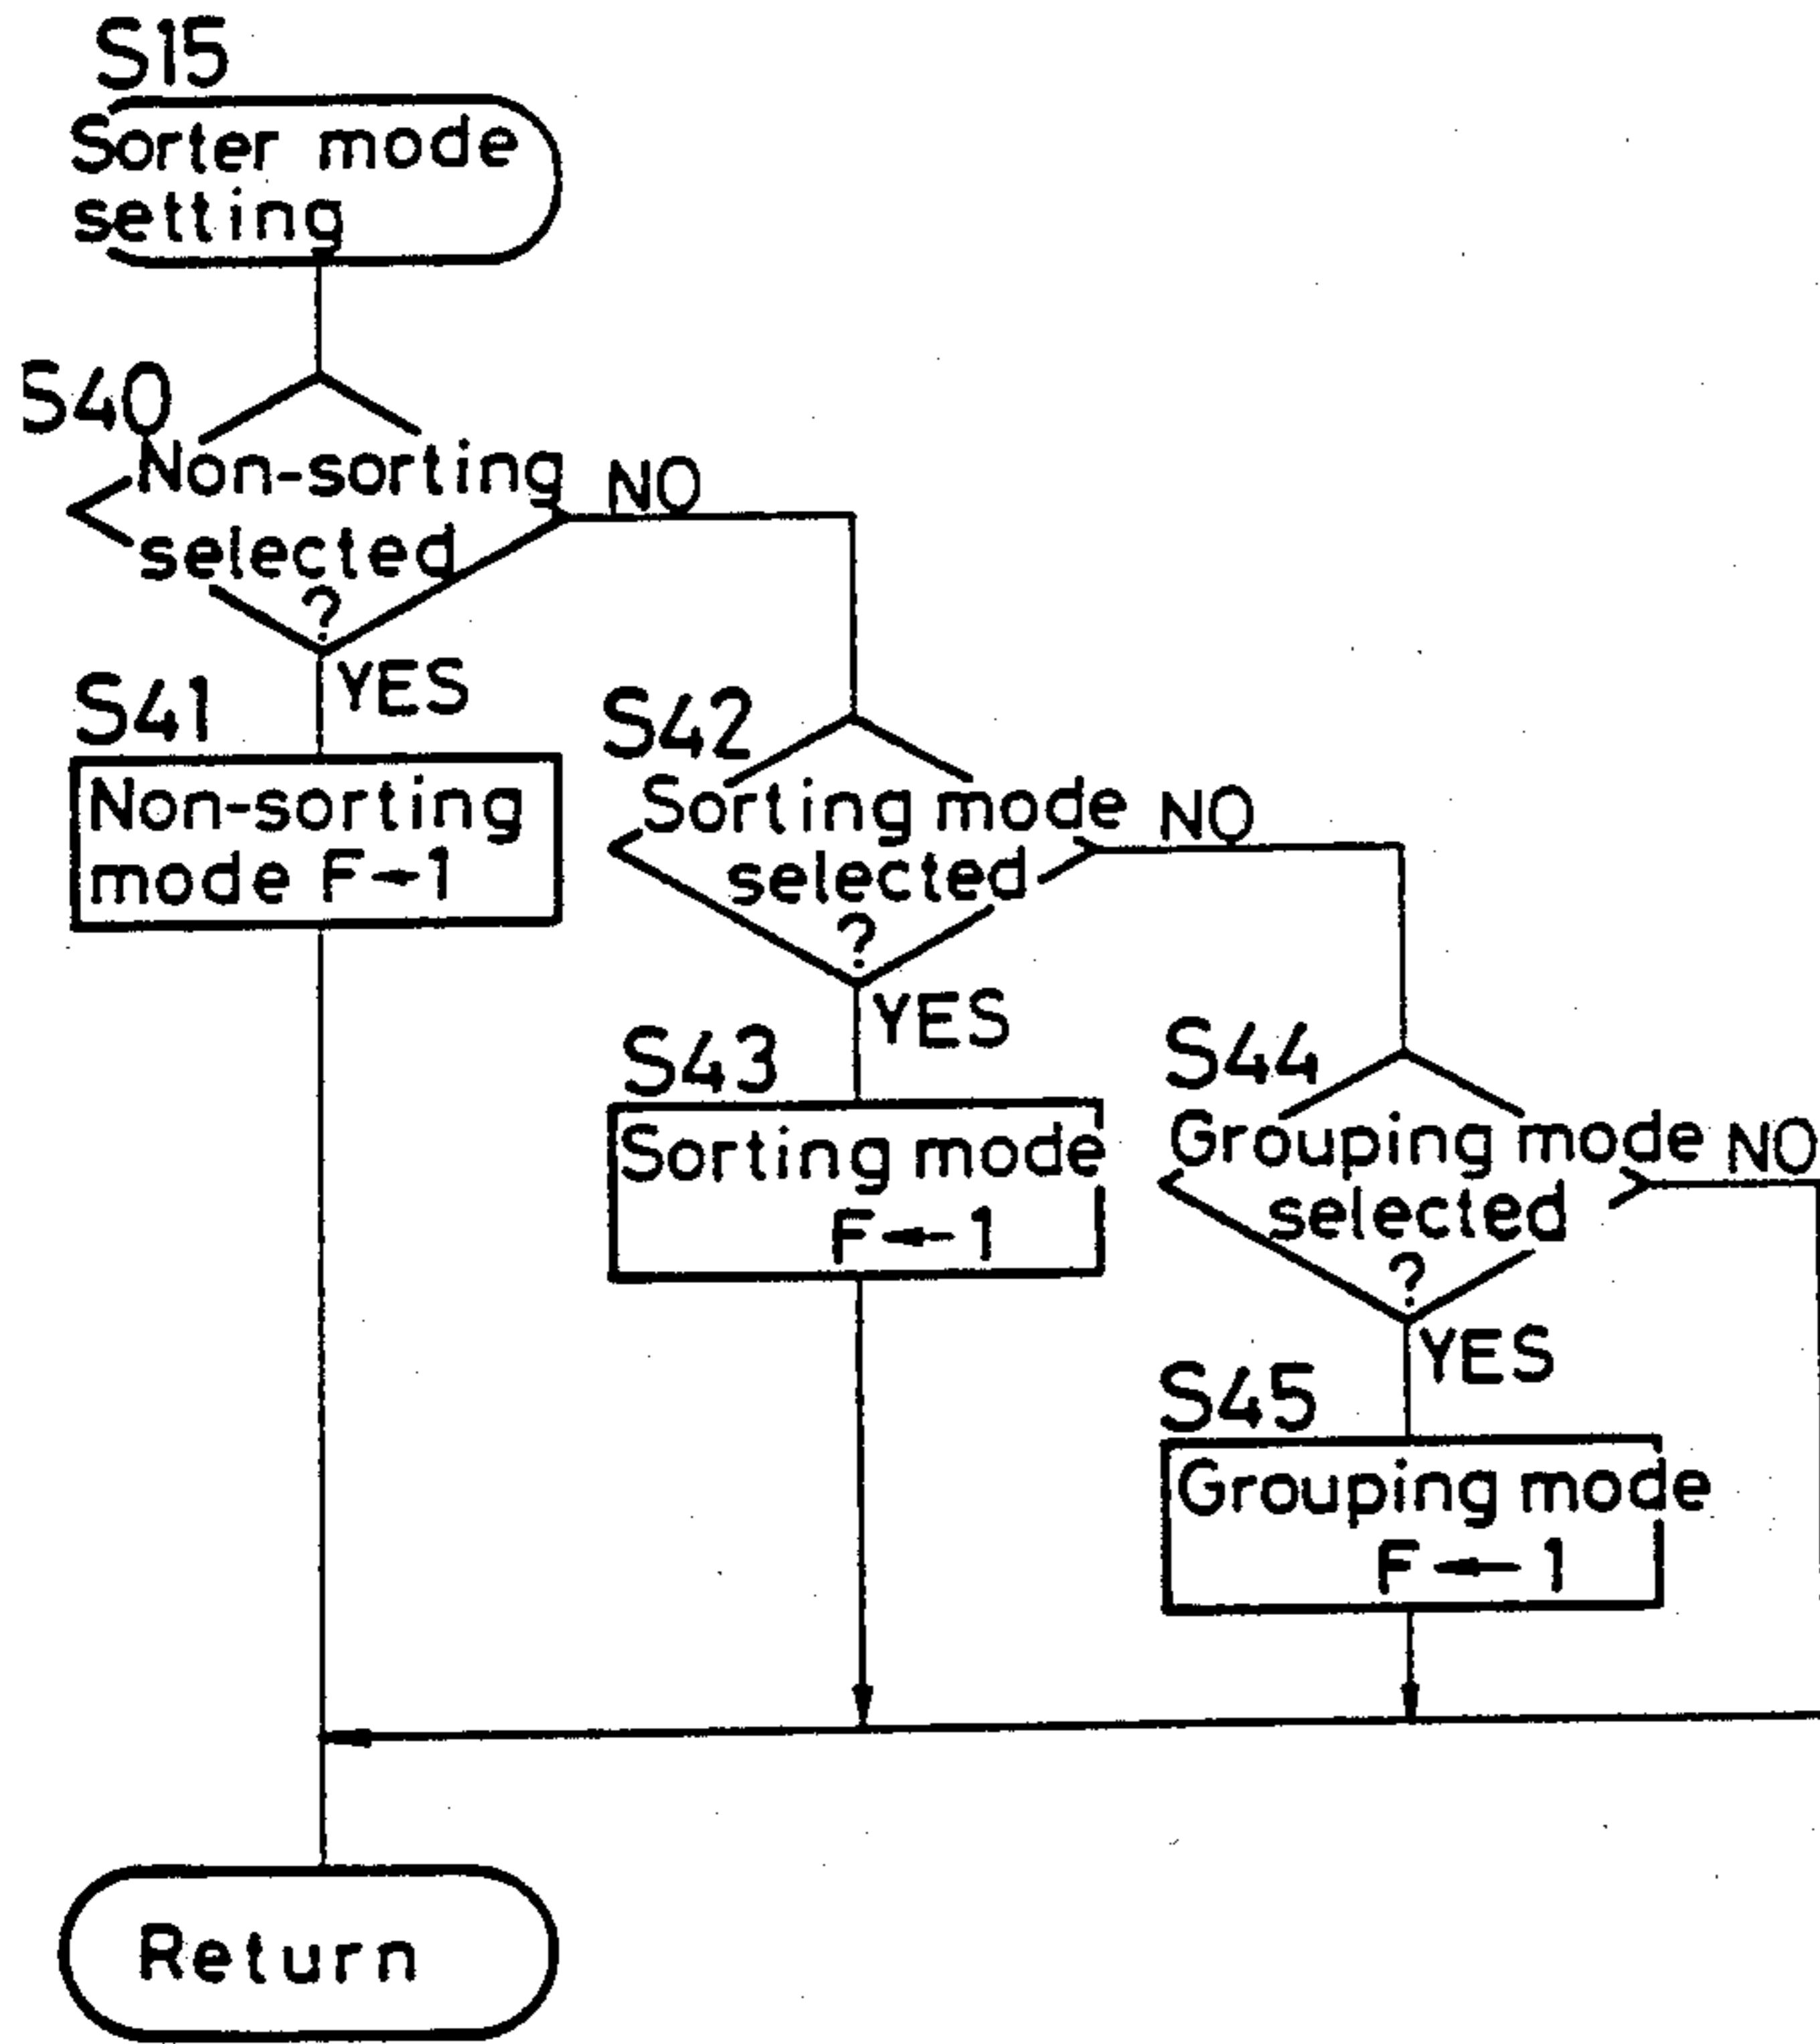 S15
Sorter mode
setting
S40
Non-sorting
selected
?
NO
YES
S41
Non-sorting
mode F←1
S42
Sorting mode
selected
?
NO
YES
S43
Sorting mode
F←1
S44
Grouping mode
selected
?
NO
YES
S45
Grouping mode
F←1
Return